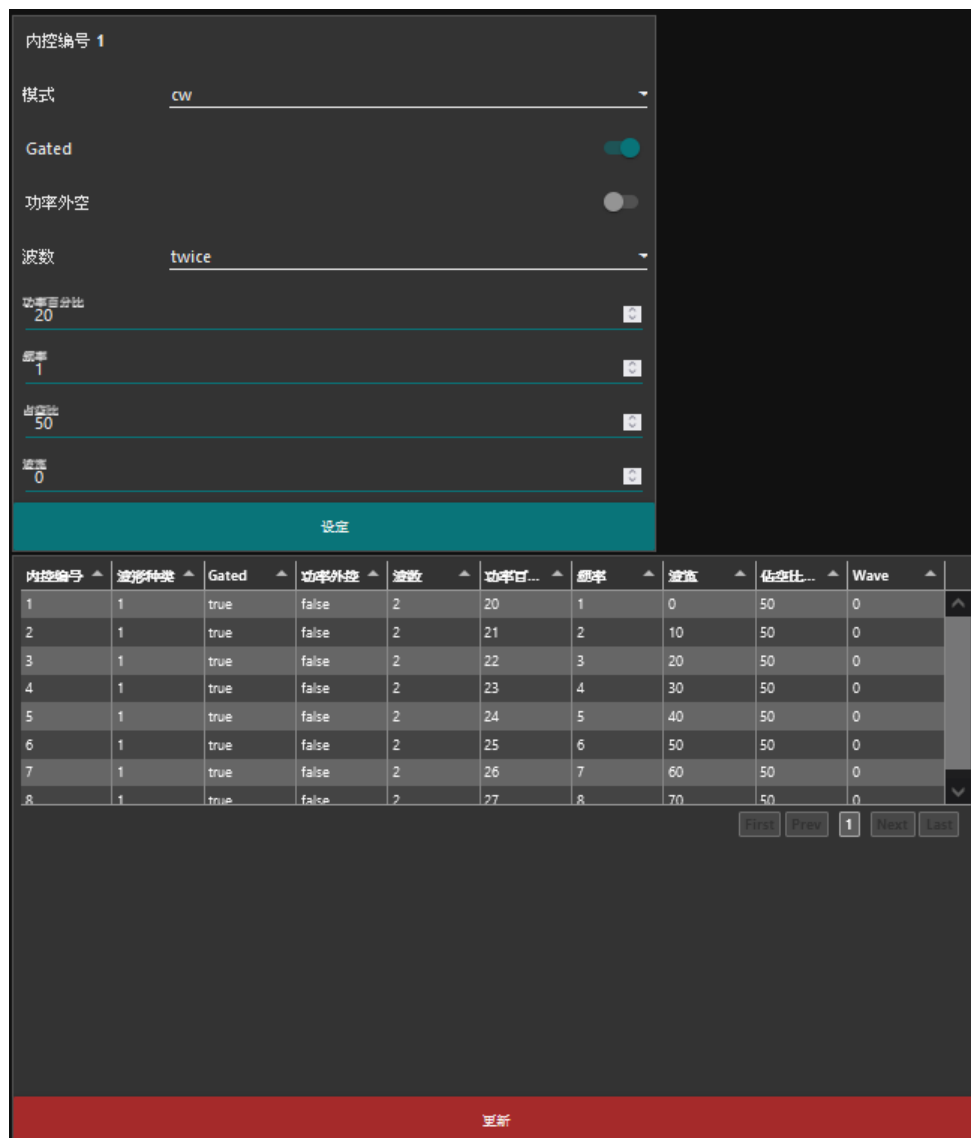 内控编号 1
模式 cw
Gated
功率外空
波数 twice
功率百分比
20
频率
1
占空比
50
波宽
0
设定
内控编号 波形种类 Gated 功率外控 波数 功率百... 频率 波宽 佔空比... Wave
1 1 true false 2 20 1 0 50 0
2 1 true false 2 21 2 10 50 0
3 1 true false 2 22 3 20 50 0
4 1 true false 2 23 4 30 50 0
5 1 true false 2 24 5 40 50 0
6 1 true false 2 25 6 50 50 0
7 1 true false 2 26 7 60 50 0
8 1 true false 2 27 8 70 50 0
First Prev 1 Next Last
更新